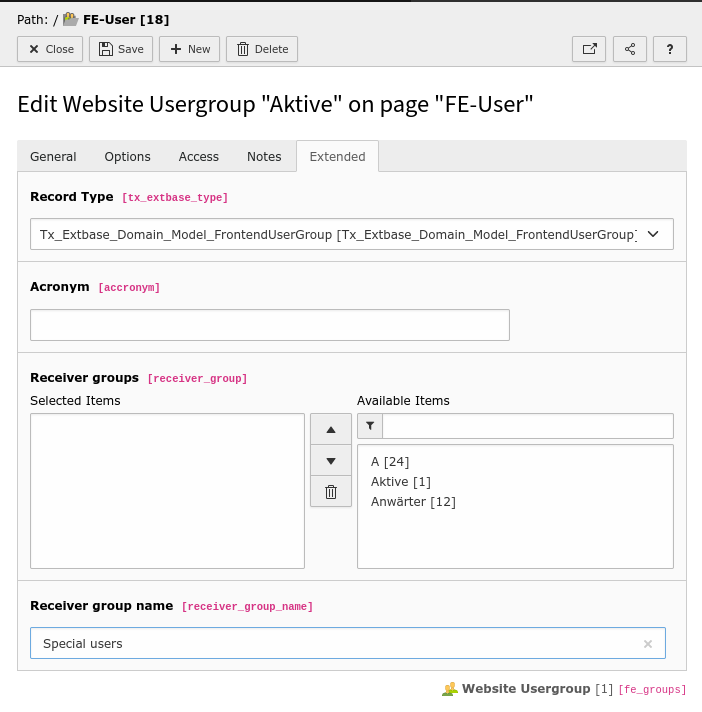 Path: / FE-User [18]
Close Save New Delete ?
Edit Website Usergroup "Aktive" on page "FE-User"
General Options Access Notes Extended
Record Type [tx_extbase_type]
Tx_Extbase_Domain_Model_FrontendUserGroup [Tx_Extbase_Domain_Model_FrontendUserGroup]
Acronym [accronym]
Receiver groups [receiver_group]
Selected Items Available Items
A [24]
Aktive [1]
Anwärter [12]
Receiver group name [receiver_group_name]
Special users
Website Usergroup [1] [fe_groups]